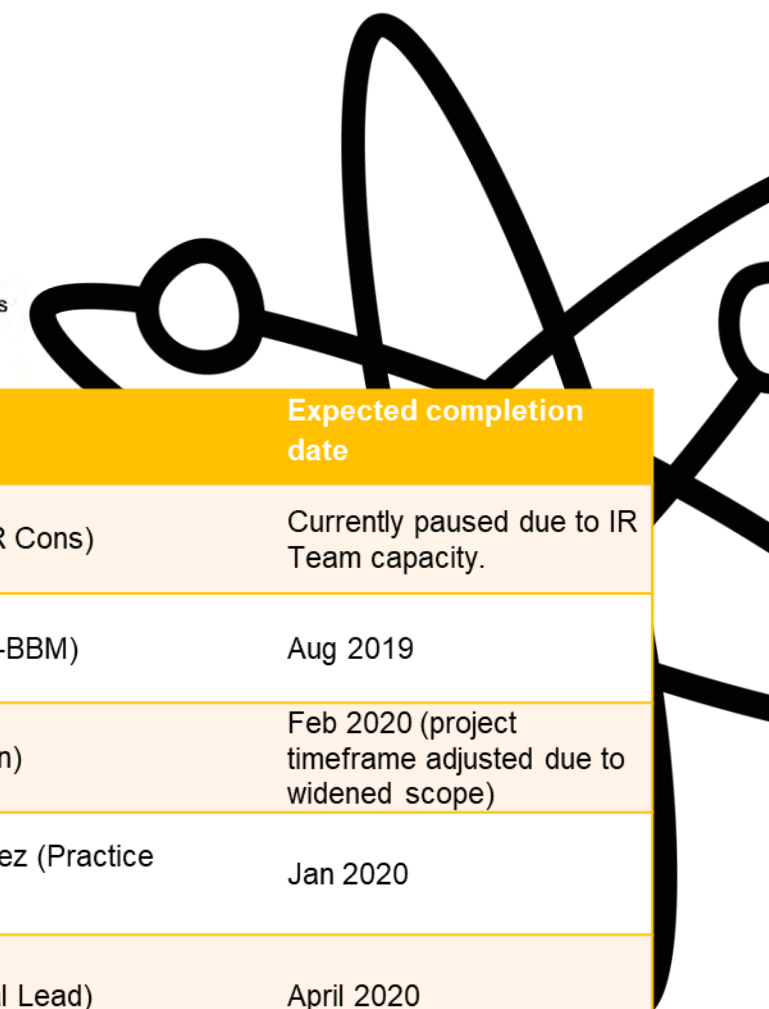 s
Expected completion
date
R Cons)
Currently paused due to IR
Team capacity.
-BBM)
Aug 2019
n)
Feb 2020 (project
timeframe adjusted due to
widened scope)
ez (Practice
Jan 2020
l Lead)
April 2020